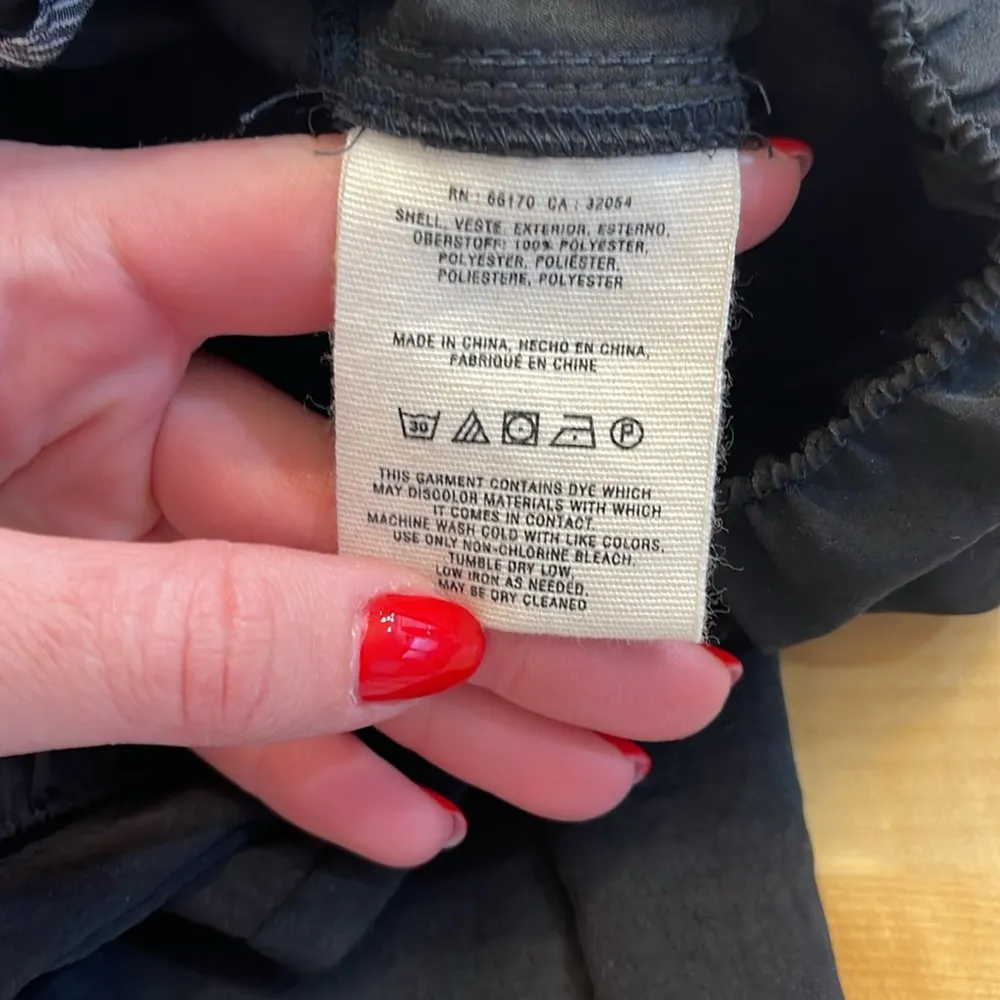 RN : 66170 CA : 32054
SHELL, VESTE, EXTERIOR, ESTERNO,
OBERSTOFF: 100% POLYESTER,
POLYESTER, POLIÉSTER,
POLIESTERE, POLYESTER
MADE IN CHINA, HECHO EN CHINA,
FABRIQUÉ EN CHINE
30 P
THIS GARMENT CONTAINS DYE WHICH
MAY DISCOLOR MATERIALS WITH WHICH
IT COMES IN CONTACT.
MACHINE WASH COLD WITH LIKE COLORS,
USE ONLY NON-CHLORINE BLEACH.
TUMBLE DRY LOW,
LOW IRON AS NEEDED.
MAY BE DRY CLEANED